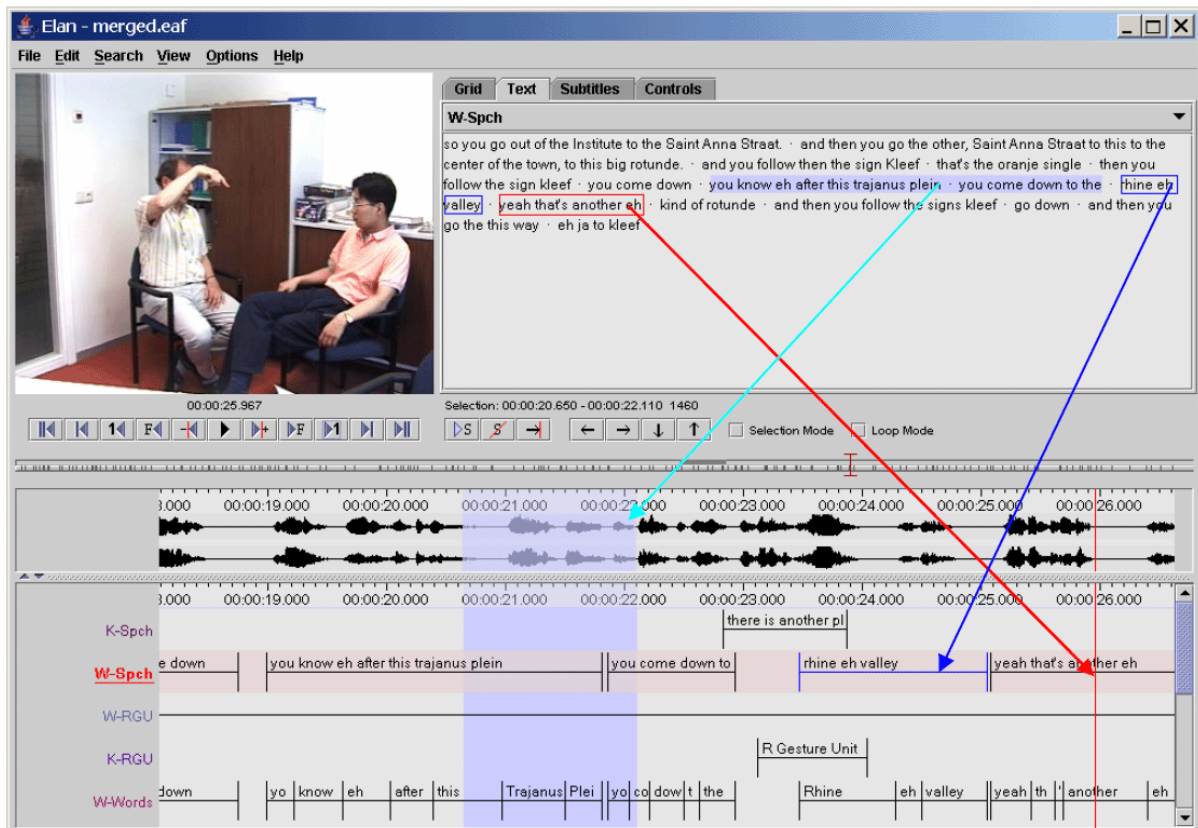 Elan - merged.eaf
File Edit Search View Options Help
Grid Text Subtitles Controls
W-Spch
so you go out of the Institute to the Saint Anna Straat. · and then you go the other, Saint Anna Straat to this to the
center of the town, to this big rotunde. · and you follow then the sign Kleef · that's the oranje single · then you
follow the sign kleef · you come down · you know eh after this trajanus plein · you come down to the · rhine eh
valley · yeah that's another eh · kind of rotunde · and then you follow the signs kleef · go down · and then you
go the this way · eh ja to kleef
00:00:25.967
Selection: 00:00:20.650 - 00:00:22.110 1460
1 F F 1 S S Selection Mode Loop Mode
3.000 00:00:19.000 00:00:20.000 00:00:21.000 00:00:22.000 00:00:23.000 00:00:24.000 00:00:25.000 00:00:26.000
3.000 00:00:19.000 00:00:20.000 00:00:21.000 00:00:22.000 00:00:23.000 00:00:24.000 00:00:25.000 00:00:26.000
K-Spch there is another pl
W-Spch e down you know eh after this trajanus plein you come down to rhine eh valley yeah that's another eh
W-RGU
K-RGU R Gesture Unit
W-Words down yo know eh after this Trajanus Plei yo co dow t the Rhine eh valley yeah th ' another eh